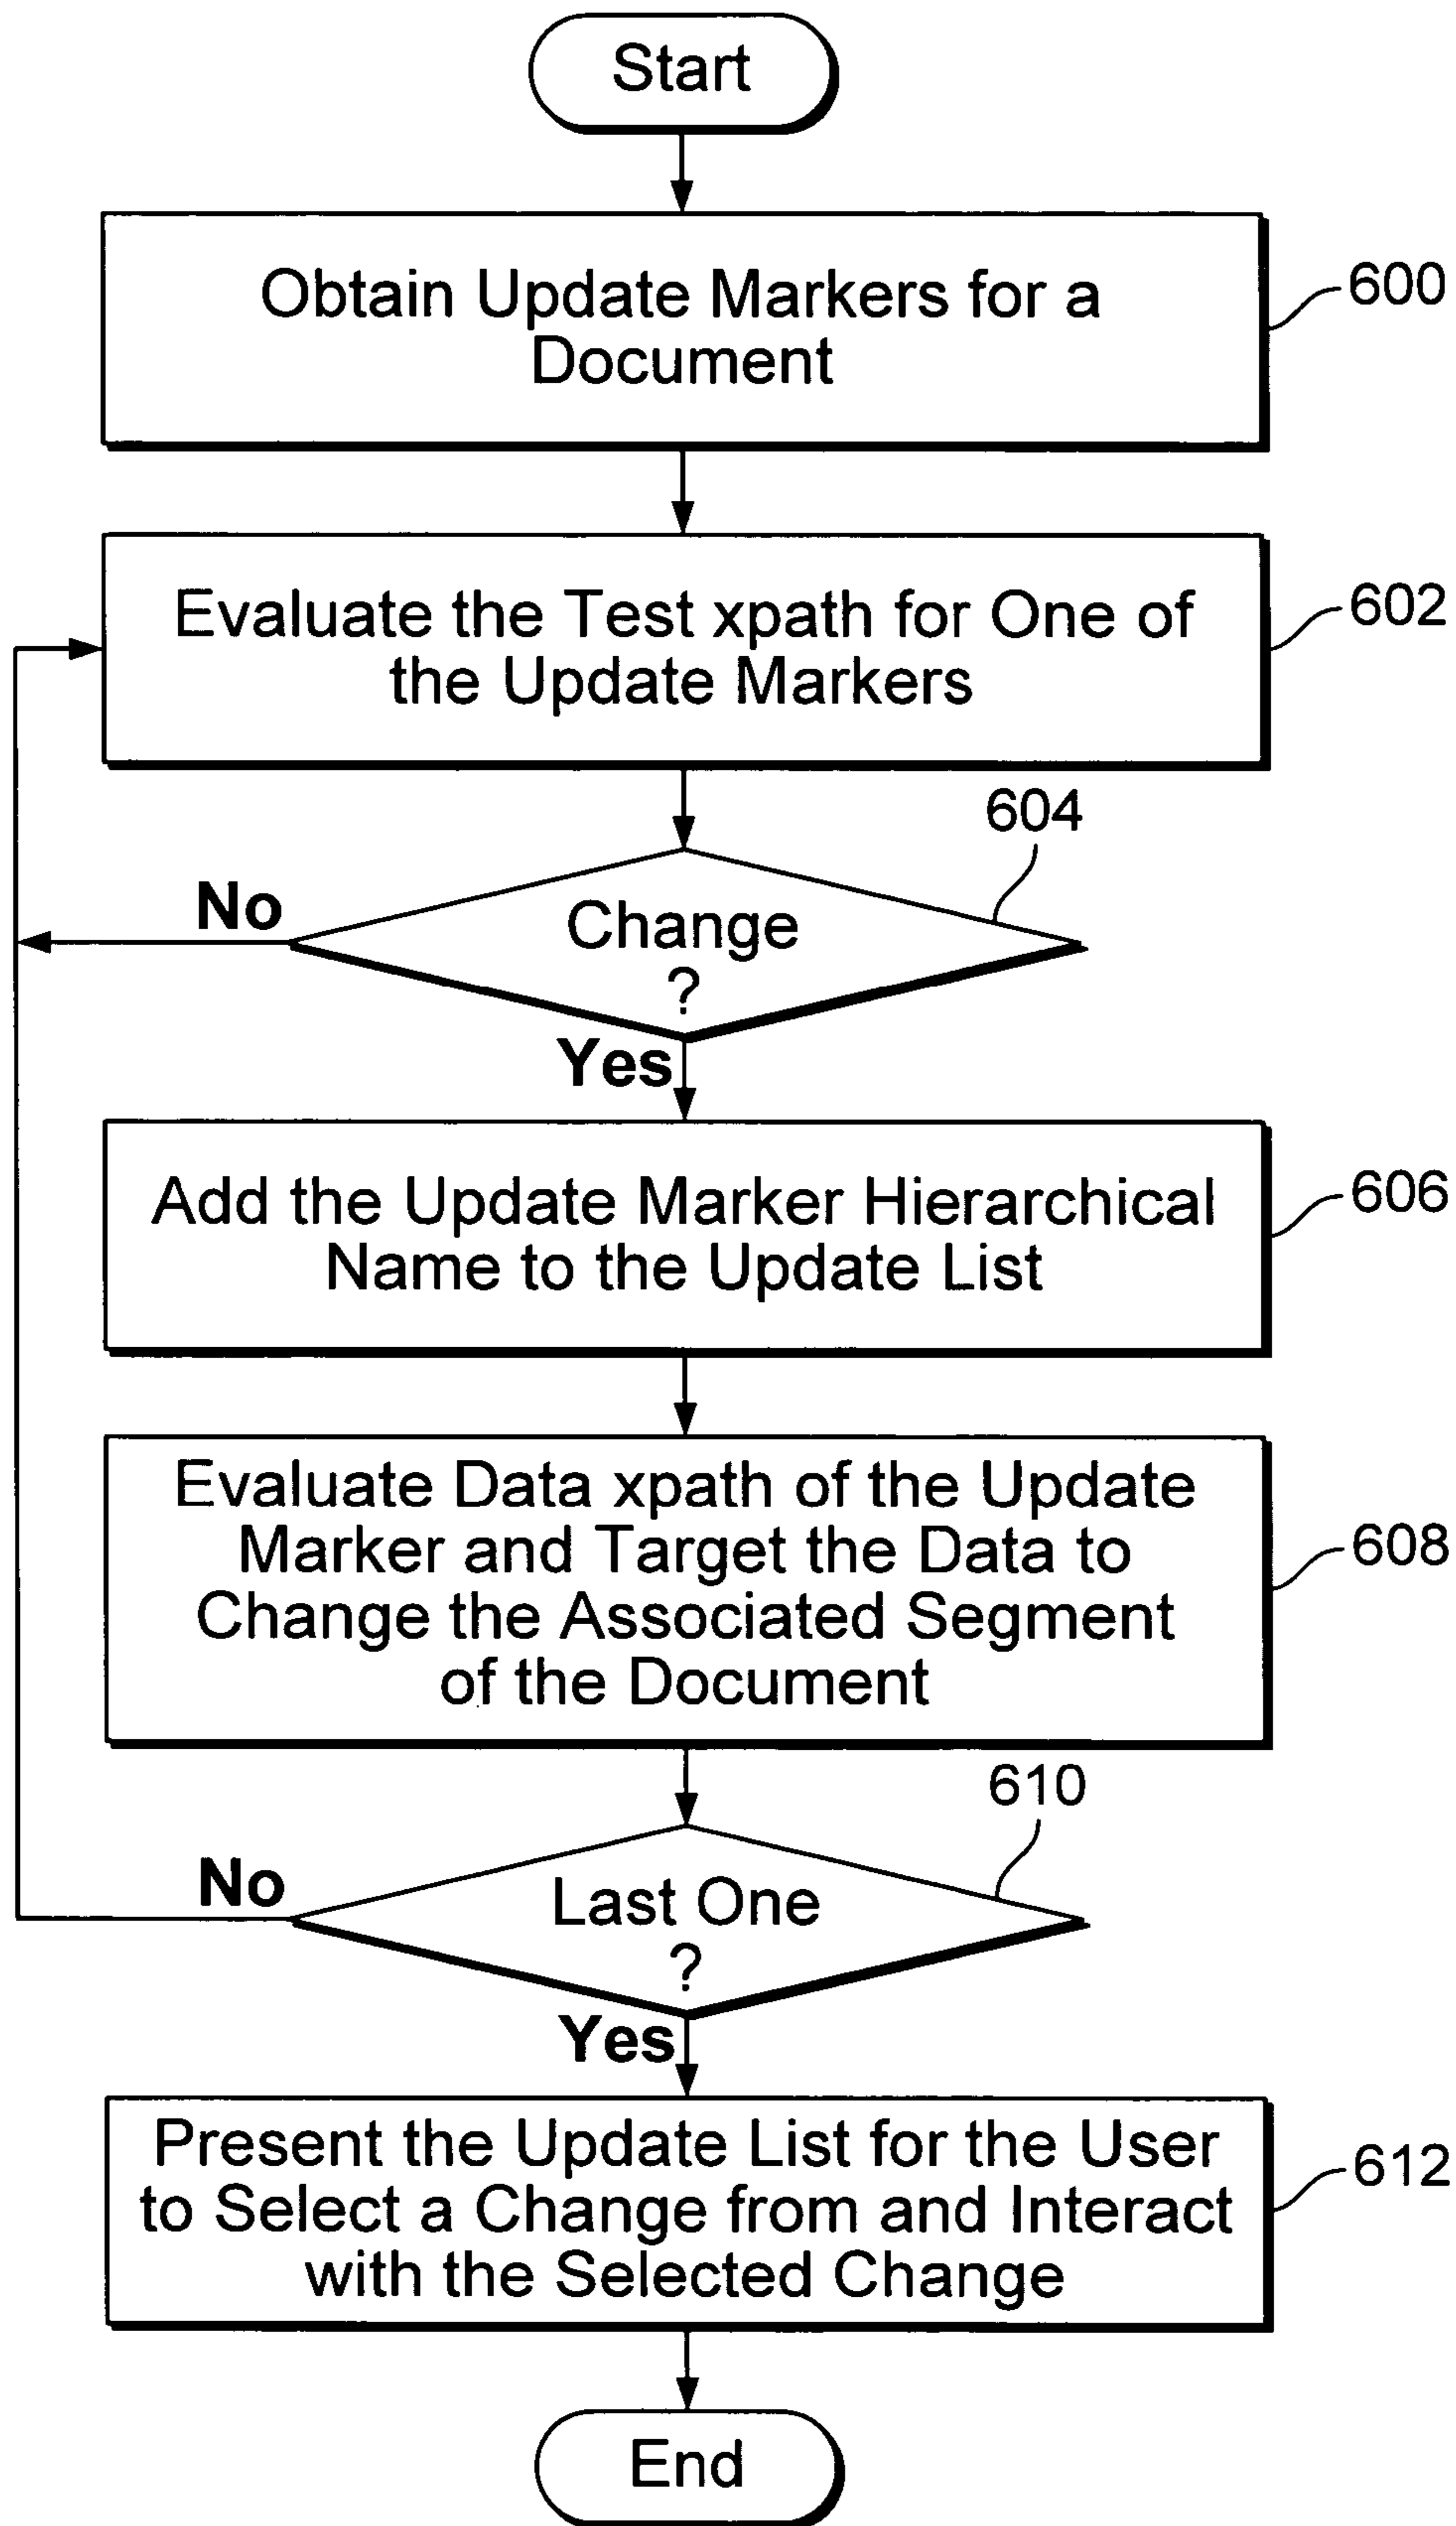 Start
Obtain Update Markers for a
Document
600
Evaluate the Test xpath for One of
the Update Markers
602
604
No
Change
?
Yes
Add the Update Marker Hierarchical
Name to the Update List
606
Evaluate Data xpath of the Update
Marker and Target the Data to
Change the Associated Segment
of the Document
608
610
No
Last One
?
Yes
Present the Update List for the User
to Select a Change from and Interact
with the Selected Change
612
End